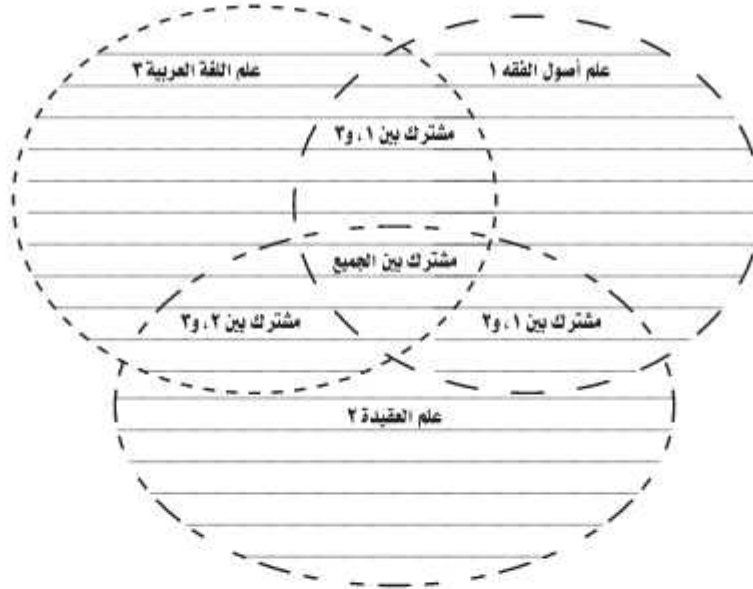 علم أصول الفقه ١
علم اللغة العربية ٣
مشترك بين ١، و٣
مشترك بين الجميع
مشترك بين ١، و٢
مشترك بين ٢، و٣
علم العقيدة ٢